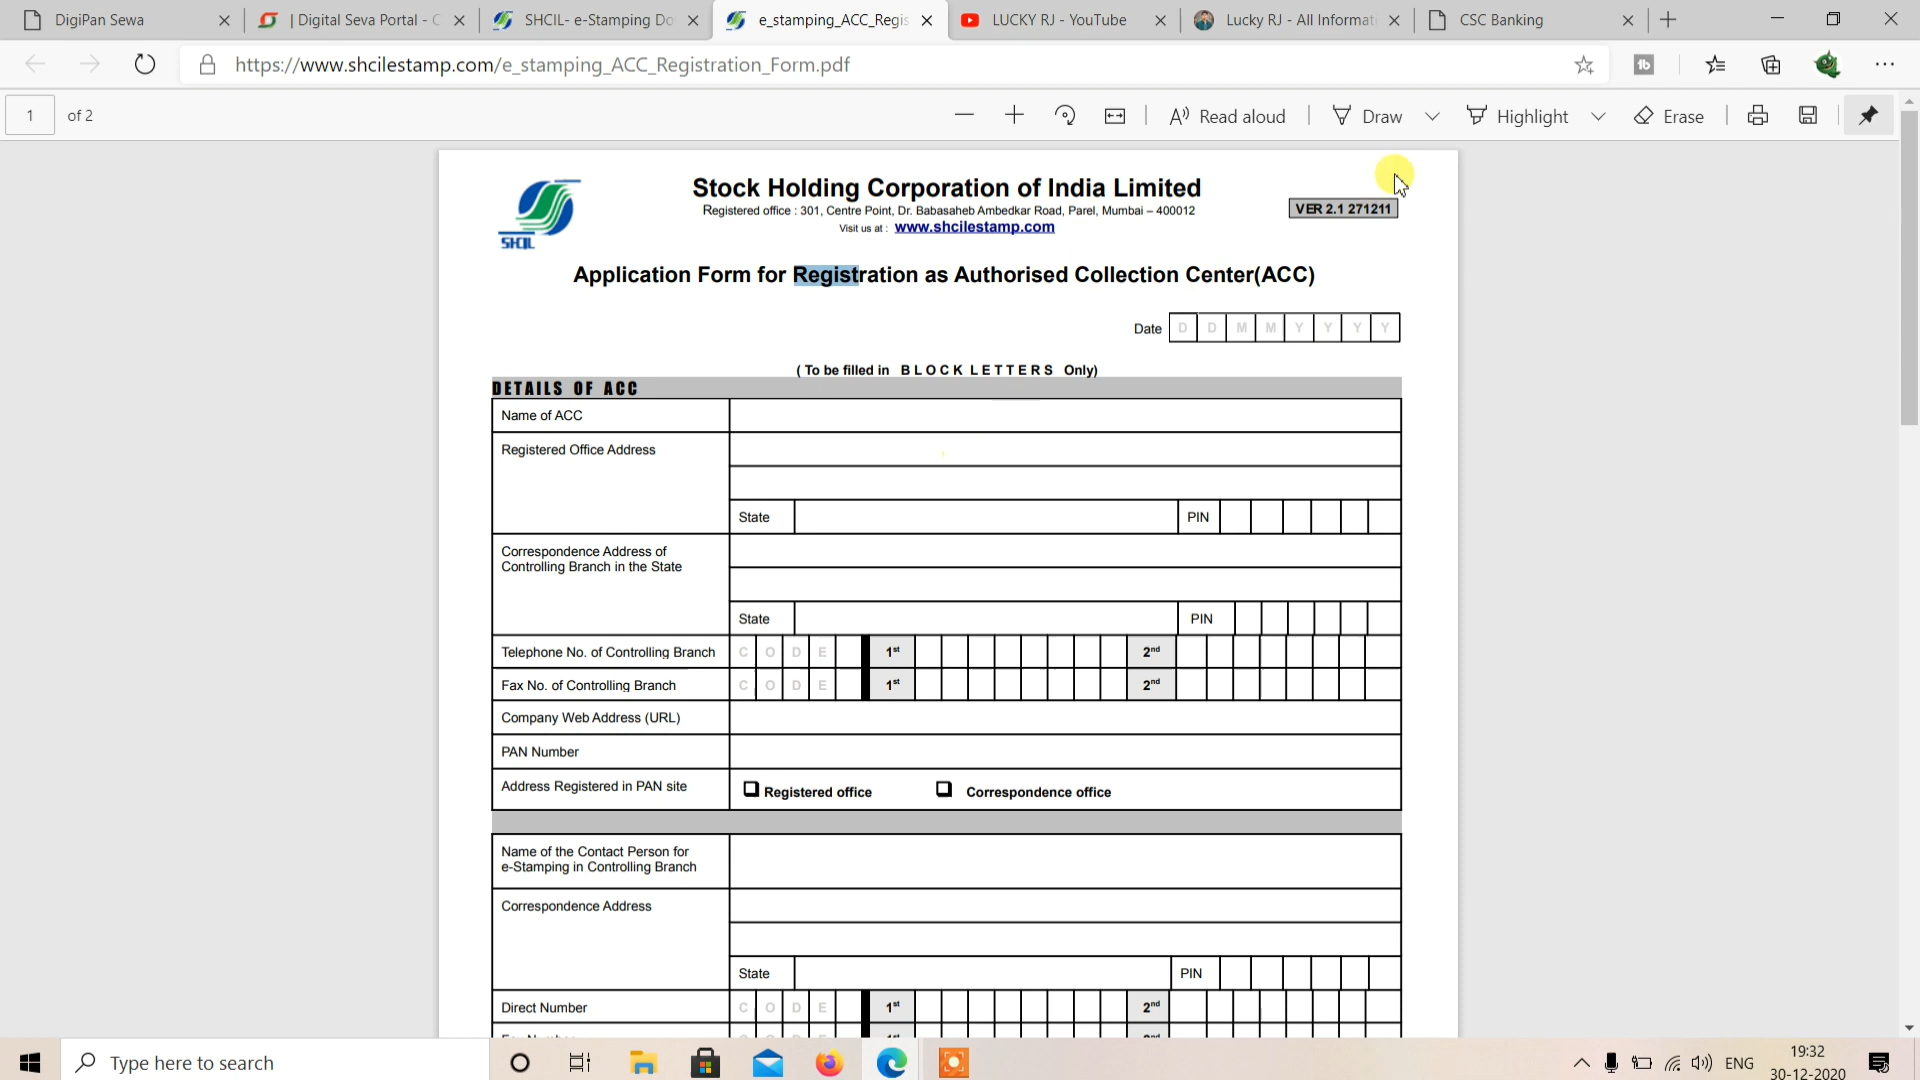 DigiPan Sewa
| Digital Seva Portal - C
SHCIL- e-Stamping Do
e_stamping_ACC_Regis
LUCKY RJ - YouTube
Lucky RJ - All Informati
CSC Banking
https://www.shcilestamp.com/e_stamping_ACC_Registration_Form.pdf
1 of 2
Read aloud
Draw
Highlight
Erase
SHCIL
Stock Holding Corporation of India Limited
Registered office : 301, Centre Point, Dr. Babasaheb Ambedkar Road, Parel, Mumbai – 400012
VER 2.1 271211
Visit us at : www.shcilestamp.com
Application Form for Registration as Authorised Collection Center(ACC)
Date D D M M Y Y Y Y
( To be filled in B L O C K L E T T E R S Only)
DETAILS OF ACC
Name of ACC
Registered Office Address
State PIN
Correspondence Address of
Controlling Branch in the State
State PIN
Telephone No. of Controlling Branch C O D E 1st 2nd
Fax No. of Controlling Branch C O D E 1st 2nd
Company Web Address (URL)
PAN Number
Address Registered in PAN site Registered office Correspondence office
Name of the Contact Person for
e-Stamping in Controlling Branch
Correspondence Address
State PIN
Direct Number C O D E 1st 2nd
Type here to search
ENG
19:32
30-12-2020